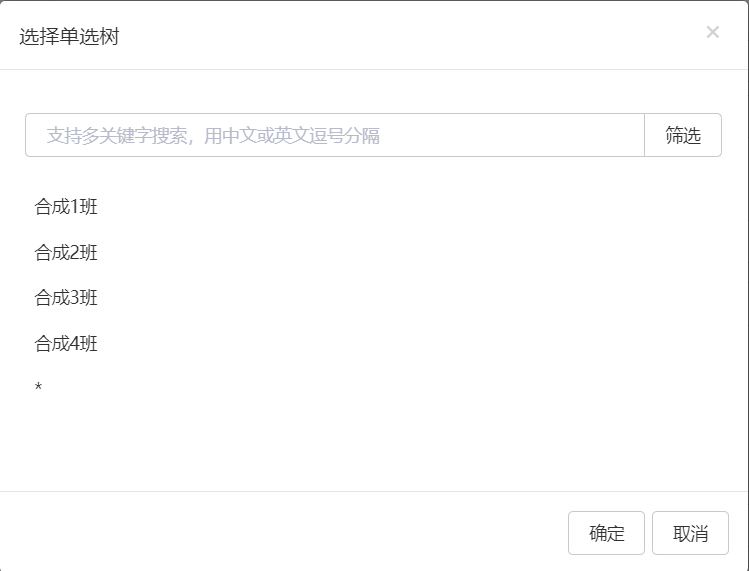 选择单选树
×
支持多关键字搜索，用中文或英文逗号分隔
筛选
合成1班
合成2班
合成3班
合成4班
*
确定 取消